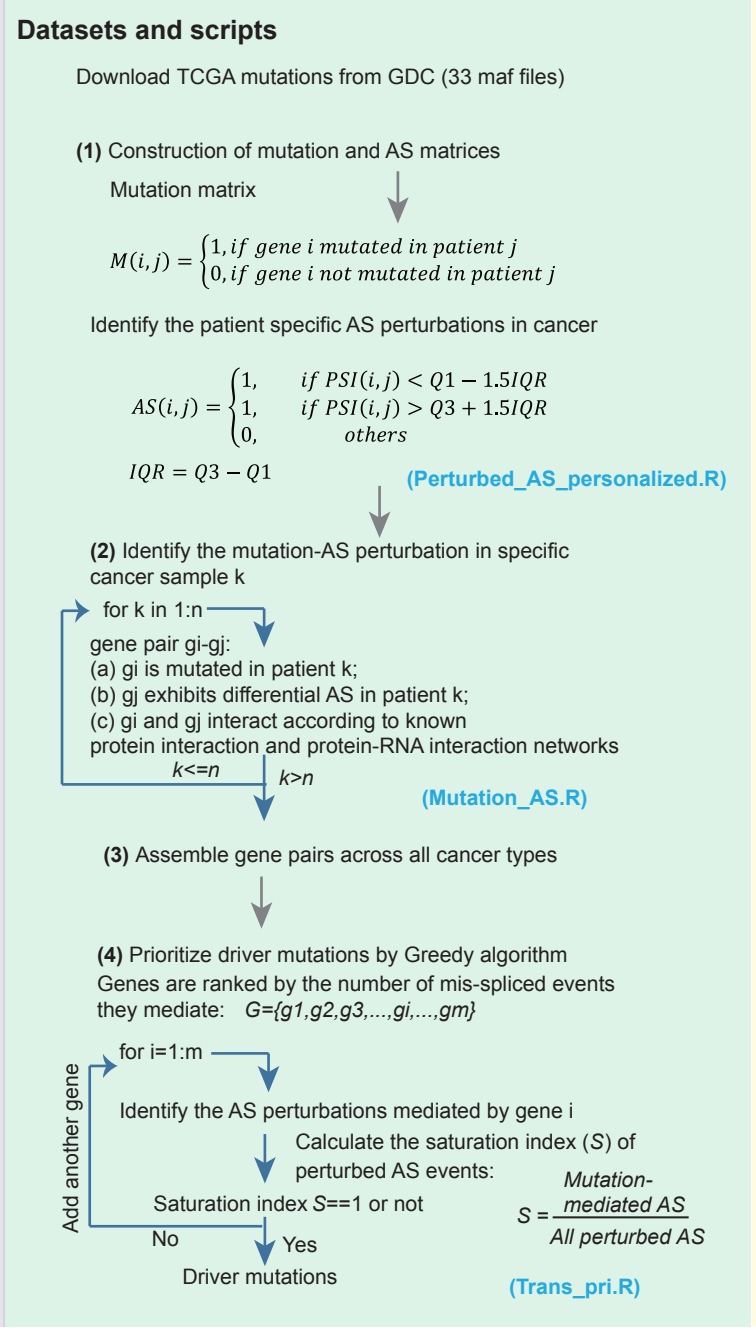 Datasets and scripts
Download TCGA mutations from GDC (33 maf files)
(1) Construction of mutation and AS matrices
Mutation matrix
M(i,j) = {1, if gene i mutated in patient j
0, if gene i not mutated in patient j
Identify the patient specific AS perturbations in cancer
AS(i,j) = {1, if PSI(i,j) < Q1 − 1.5IQR
1, if PSI(i,j) > Q3 + 1.5IQR
0, others
IQR = Q3 − Q1
(Perturbed_AS_personalized.R)
(2) Identify the mutation-AS perturbation in specific
cancer sample k
for k in 1:n
gene pair gi-gj:
(a) gi is mutated in patient k;
(b) gj exhibits differential AS in patient k;
(c) gi and gj interact according to known
protein interaction and protein-RNA interaction networks
k<=n
k>n
(Mutation_AS.R)
(3) Assemble gene pairs across all cancer types
(4) Prioritize driver mutations by Greedy algorithm
Genes are ranked by the number of mis-spliced events
they mediate: G={g1,g2,g3,...,gi,...,gm}
for i=1:m
Add another gene
Identify the AS perturbations mediated by gene i
Calculate the saturation index (S) of
perturbed AS events:
Saturation index S==1 or not
S = Mutation-
mediated AS
All perturbed AS
No
Yes
Driver mutations
(Trans_pri.R)